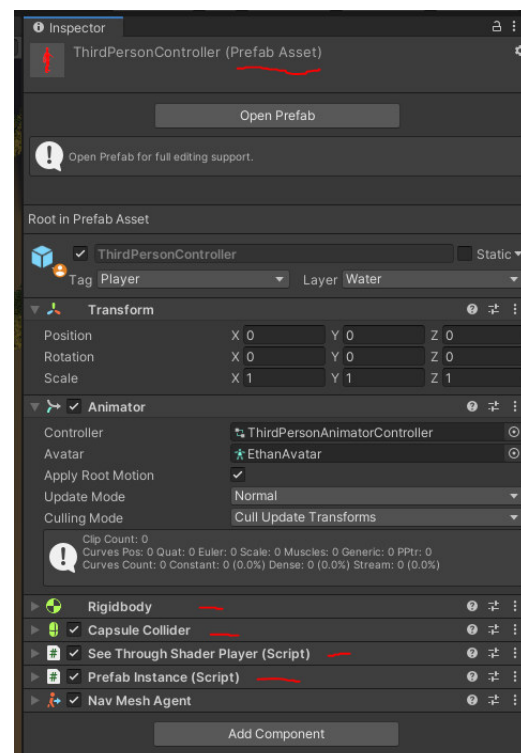 Inspector
ThirdPersonController (Prefab Asset)
Open Prefab
Open Prefab for full editing support.
Root in Prefab Asset
ThirdPersonController Static
Tag Player Layer Water
Transform
Position X 0 Y 0 Z 0
Rotation X 0 Y 0 Z 0
Scale X 1 Y 1 Z 1
Animator
Controller ThirdPersonAnimatorController
Avatar EthanAvatar
Apply Root Motion
Update Mode Normal
Culling Mode Cull Update Transforms
Clip Count: 0
Curves Pos: 0 Quat: 0 Euler: 0 Scale: 0 Muscles: 0 Generic: 0 PPtr: 0
Curves Count: 0 Constant: 0 (0.0%) Dense: 0 (0.0%) Stream: 0 (0.0%)
Rigidbody
# Capsule Collider
# See Through Shader Player (Script)
# Prefab Instance (Script)
Nav Mesh Agent
Add Component